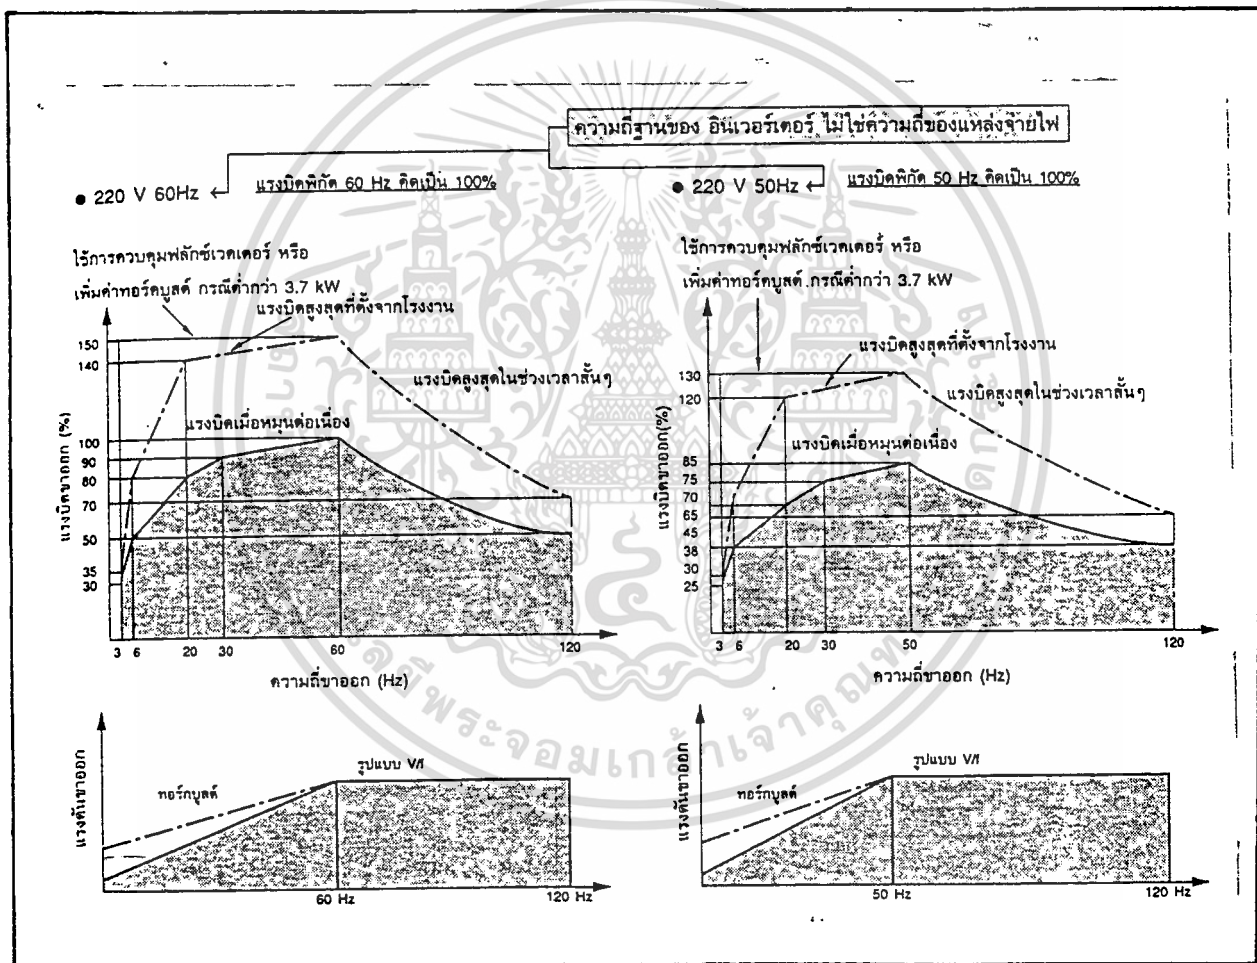 ความถี่ฐานของ อินเวอร์เตอร์ ไม่ใช่ความถี่ของแหล่งจ่ายไฟ
● 220 V 60Hz
แรงบิดพิกัด 60 Hz คิดเป็น 100%
● 220 V 50Hz
แรงบิดพิกัด 50 Hz คิดเป็น 100%
ใช้การควบคุมฟลักซ์เวคเตอร์ หรือ
เพิ่มค่าทอร์คบูสต์ กรณีต่ำกว่า 3.7 kW
แรงบิดสูงสุดที่ตั้งจากโรงงาน
แรงบิดสูงสุดในช่วงเวลาสั้นๆ
แรงบิดเมื่อหมุนต่อเนื่อง
แรงบิดขาออก (%)
150
140
100
90
80
70
50
35
30
3 6 20 30 60 120
ความถี่ขาออก (Hz)
ใช้การควบคุมฟลักซ์เวคเตอร์ หรือ
เพิ่มค่าทอร์คบูสต์ กรณีต่ำกว่า 3.7 kW
แรงบิดสูงสุดที่ตั้งจากโรงงาน
แรงบิดสูงสุดในช่วงเวลาสั้นๆ
แรงบิดเมื่อหมุนต่อเนื่อง
แรงบิดขาออก(%)
130
120
85
75
70
65
45
38
30
25
3 6 20 30 50 120
ความถี่ขาออก (Hz)
แรงดันขาออก
ทอร์กบูสต์
รูปแบบ V/f
60 Hz
120 Hz
แรงดันขาออก
ทอร์กบูสต์
รูปแบบ V/f
50 Hz
120 Hz